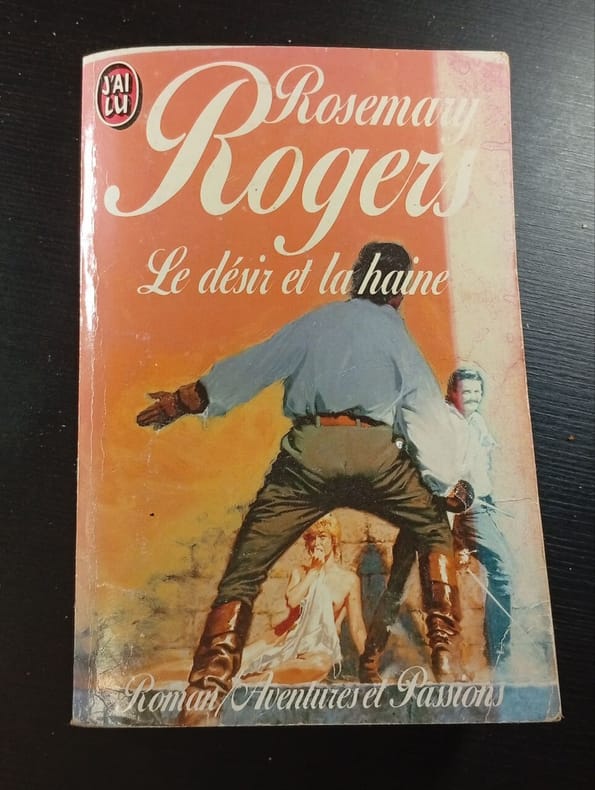 J'AI
LU
Rosemary
Rogers
Le désir et la haine
Roman/Aventures et Passions